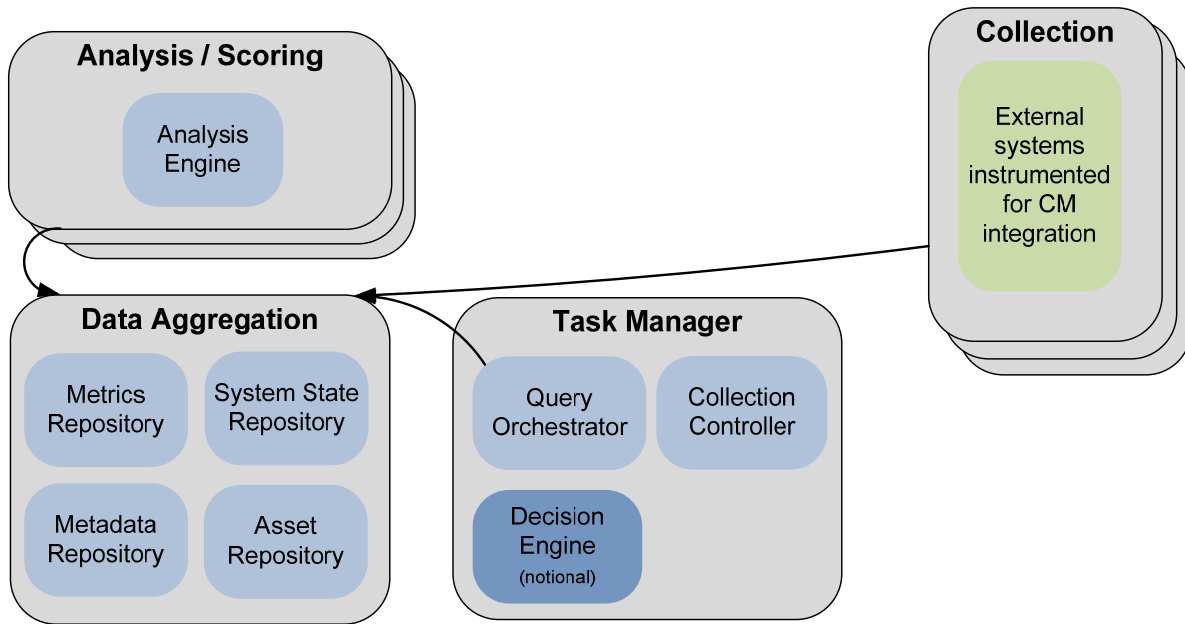 Analysis / Scoring
Analysis
Engine
Collection
External
systems
instrumented
for CM
integration
Data Aggregation
Metrics
Repository
System State
Repository
Metadata
Repository
Asset
Repository
Task Manager
Query
Orchestrator
Collection
Controller
Decision
Engine
(notional)